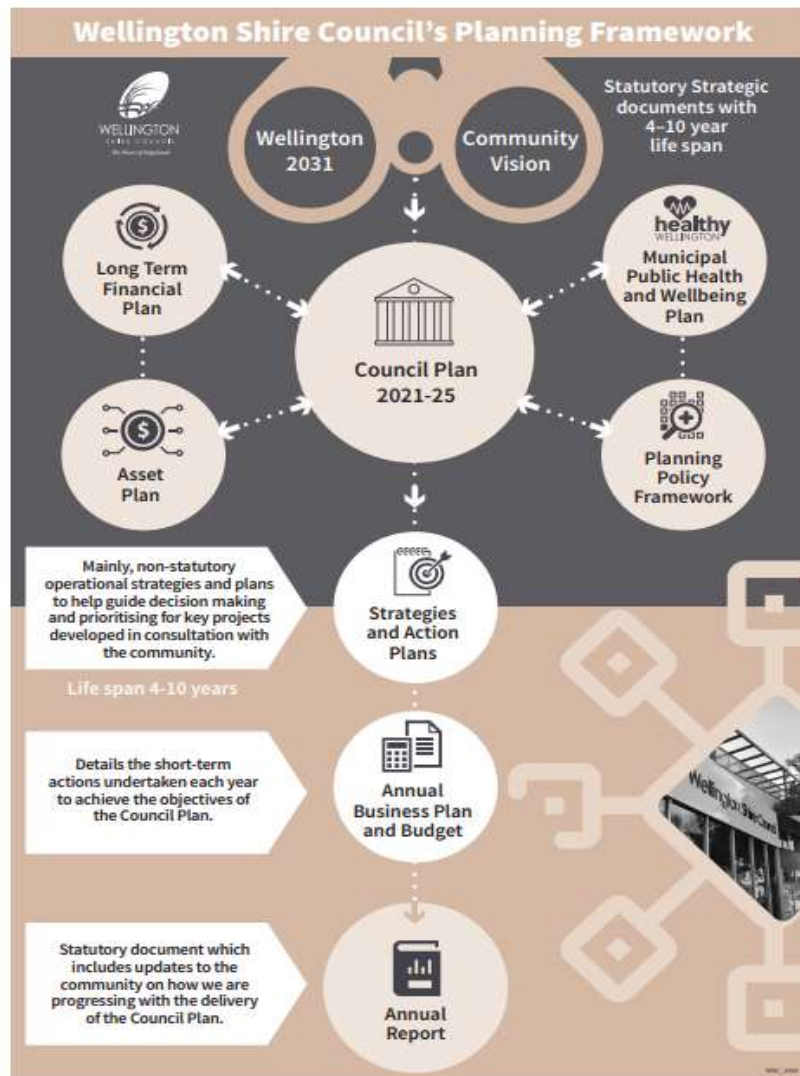 Wellington Shire Council's Planning Framework
WELLINGTON
SHIRE COUNCIL
Wellington
2031
Community
Vision
Statutory Strategic
documents with
4–10 year
life span
Long Term
Financial
Plan
healthy
WELLINGTON
Municipal
Public Health
and Wellbeing
Plan
Council Plan
2021-25
Asset
Plan
Planning
Policy
Framework
Mainly, non-statutory
operational strategies and plans
to help guide decision making
and prioritising for key projects
developed in consultation with
the community.
Strategies
and Action
Plans
Life span 4-10 years
Details the short-term
actions undertaken each year
to achieve the objectives of
the Council Plan.
Annual
Business Plan
and Budget
Wellington Shire Council
Statutory document which
includes updates to the
community on how we are
progressing with the delivery
of the Council Plan.
Annual
Report